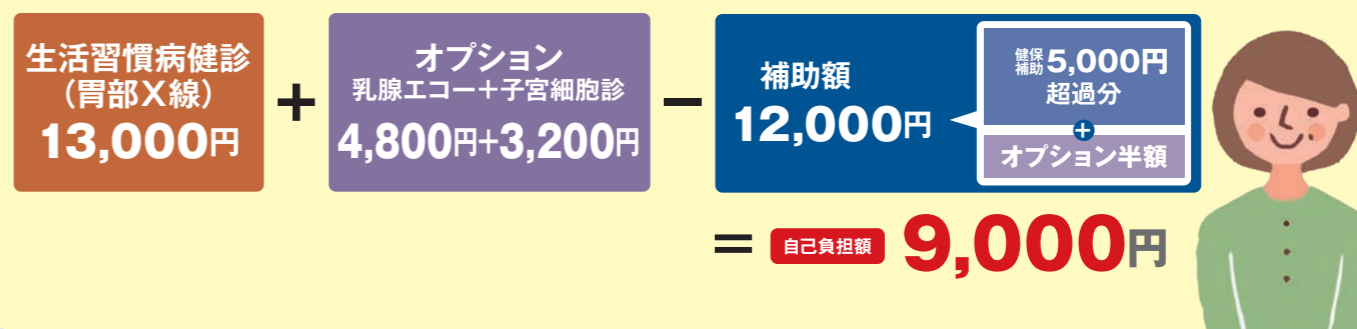 生活習慣病健診
（胃部X線）
13,000円
+
オプション
乳腺エコー+子宮細胞診
4,800円+3,200円
−
補助額
12,000円
健保補助5,000円
超過分
+
オプション半額
=
自己負担額
9,000円